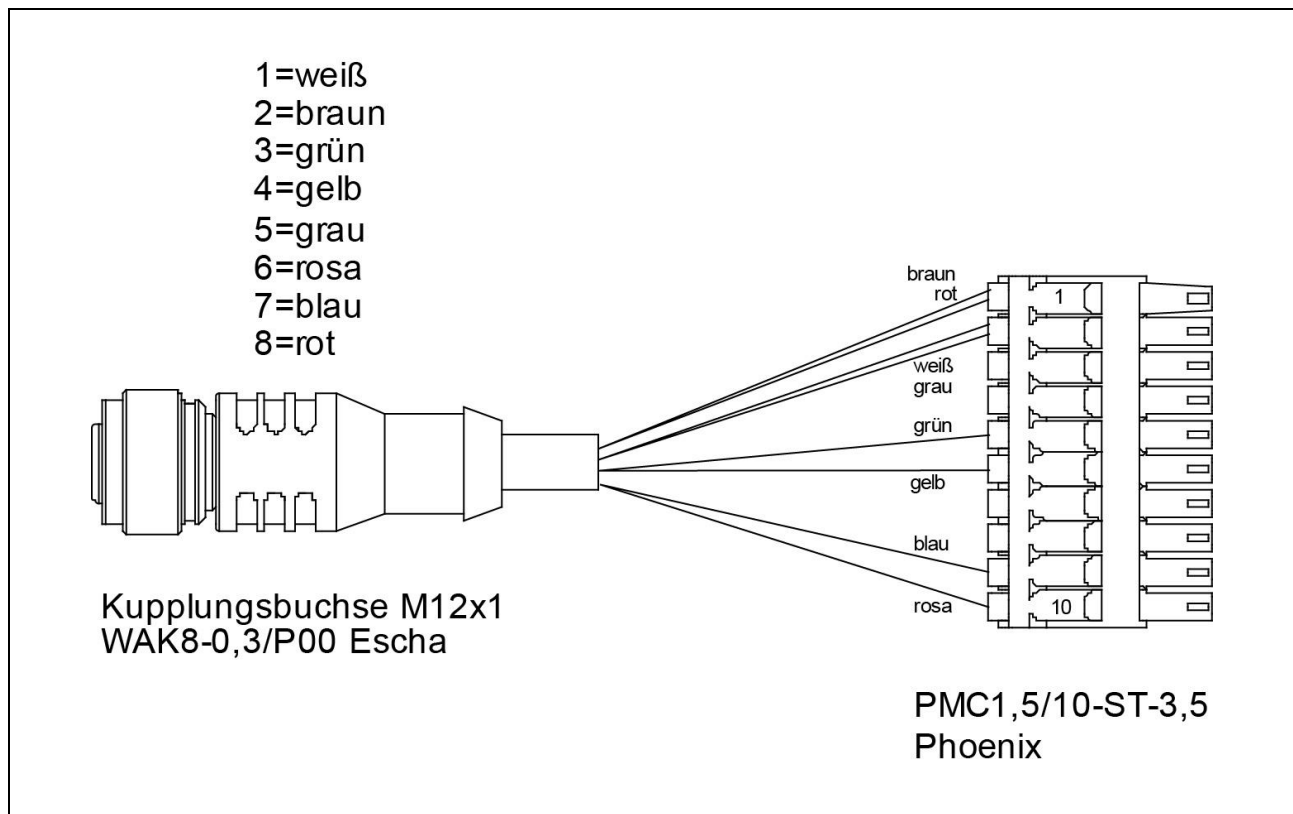 1=weiß
2=braun
3=grün
4=gelb
5=grau
6=rosa
7=blau
8=rot
braun
rot
1
weiß
grau
grün
gelb
blau
rosa
10
Kupplungsbuchse M12x1
WAK8-0,3/P00 Escha
PMC1,5/10-ST-3,5
Phoenix